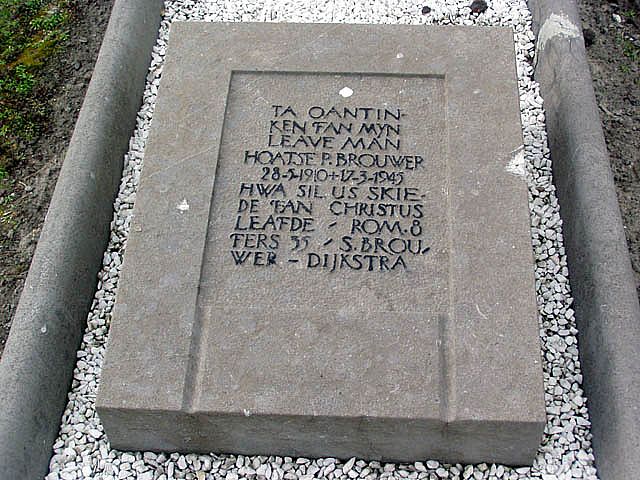 TA OANTIN-
KEN FAN MYN
LEAVE MAN
HOATSE P. BROUWER
28-5-1910+17-3-1945
HWA SIL US SKIE-
DE FAN CHRISTUS
LEAFDE - ROM. 8
FERS 35 - S. BROU-
WER - DIJKSTRA